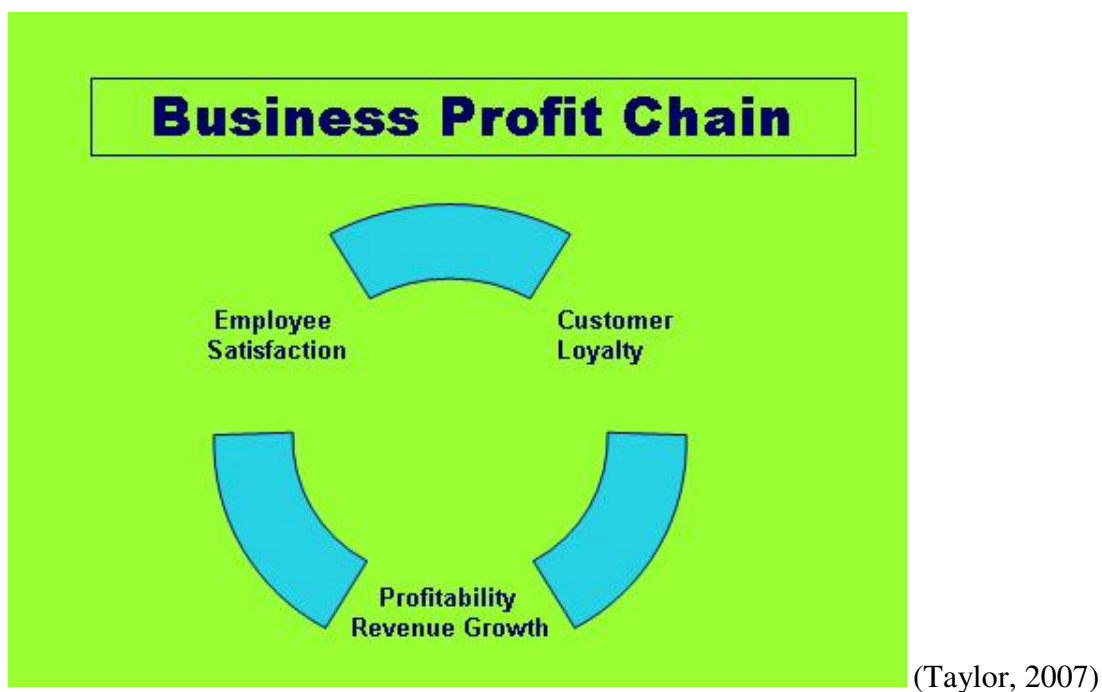 Business Profit Chain
Employee
Satisfaction
Customer
Loyalty
Profitability
Revenue Growth
(Taylor, 2007)